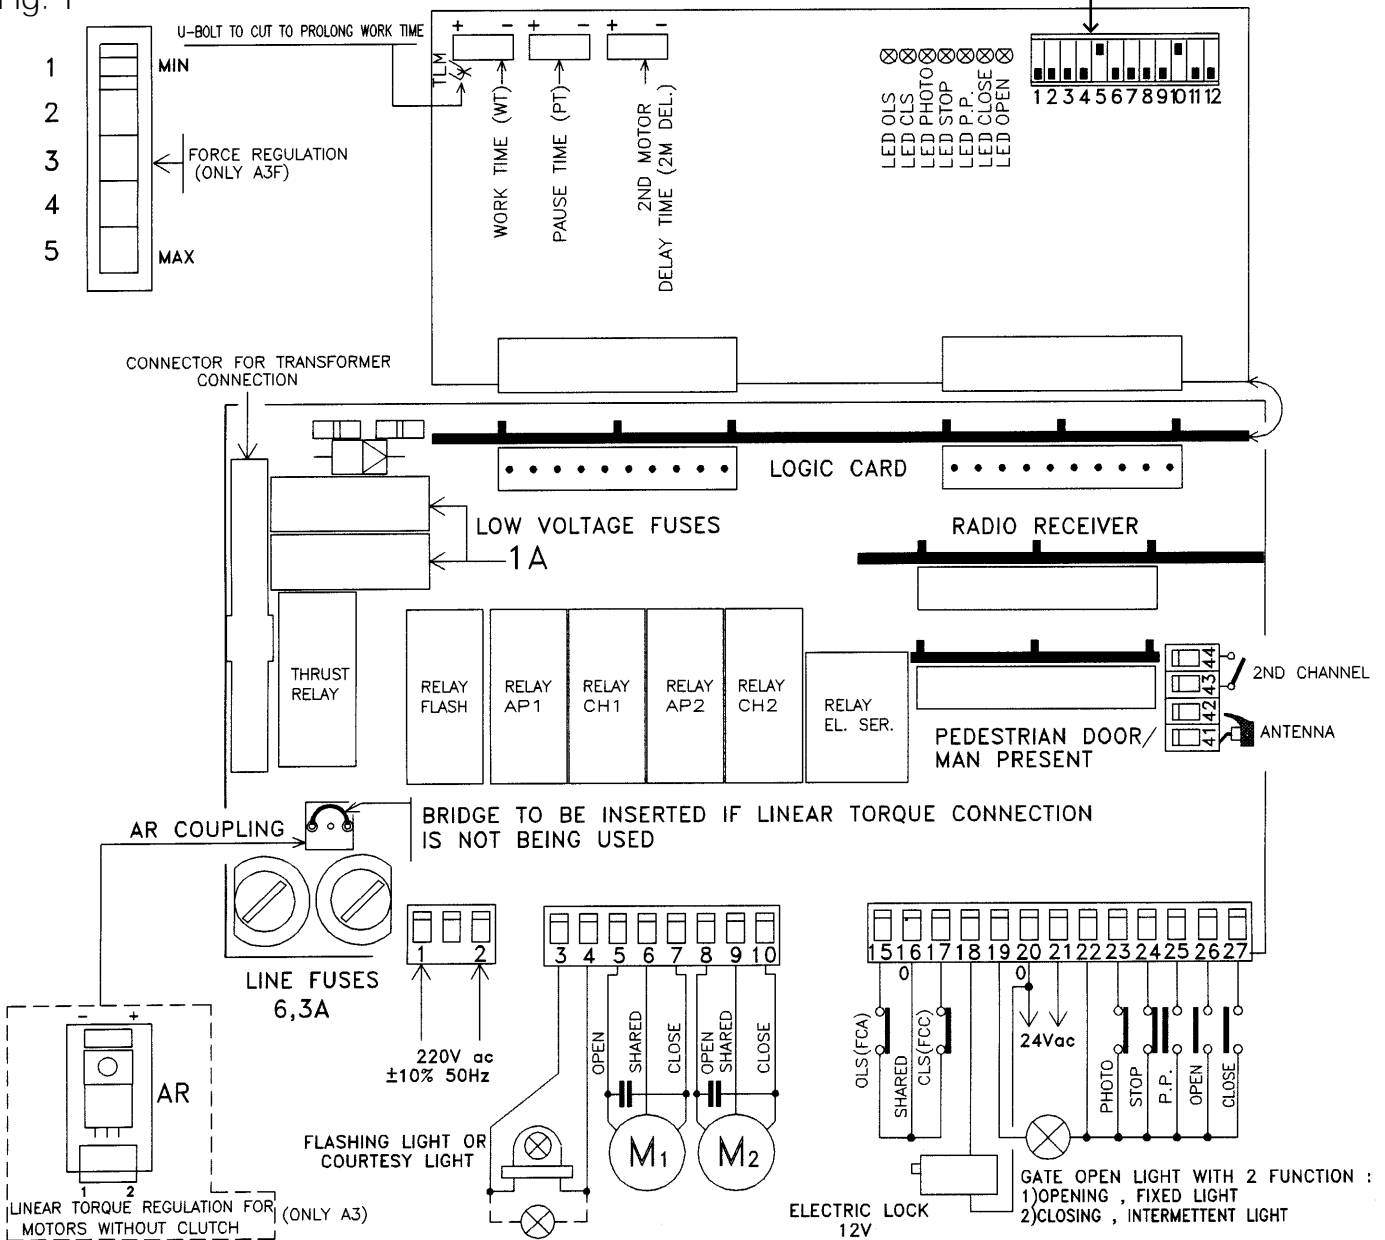 Fig. 1
U-BOLT TO CUT TO PROLONG WORK TIME
1
2
3
4
5
MIN
MAX
FORCE REGULATION
(ONLY A3F)
+ −
+ −
+ −
TLM
WORK TIME (WT)
PAUSE TIME (PT)
2ND MOTOR
DELAY TIME (2M DEL.)
LED OLS
LED CLS
LED PHOTO
LED STOP
LED P.P.
LED CLOSE
LED OPEN
1 2 3 4 5 6 7 8 9 10 11 12
CONNECTOR FOR TRANSFORMER
CONNECTION
LOGIC CARD
LOW VOLTAGE FUSES
1A
RADIO RECEIVER
THRUST
RELAY
RELAY
FLASH
RELAY
AP1
RELAY
CH1
RELAY
AP2
RELAY
CH2
RELAY
EL. SER.
PEDESTRIAN DOOR/
MAN PRESENT
44
43
42
41
2ND CHANNEL
ANTENNA
AR COUPLING
BRIDGE TO BE INSERTED IF LINEAR TORQUE CONNECTION
IS NOT BEING USED
LINE FUSES
6,3A
1 2
220V ac
±10% 50Hz
3 4 5 6 7 8 9 10
OPEN
SHARED
CLOSE
OPEN
SHARED
CLOSE
M1
M2
FLASHING LIGHT OR
COURTESY LIGHT
15 16 17 18 19 20 21 22 23 24 25 26 27
0
0
OLS(FCA)
SHARED
CLS(FCC)
24Vac
PHOTO
STOP
P.P.
OPEN
CLOSE
ELECTRIC LOCK
12V
GATE OPEN LIGHT WITH 2 FUNCTION :
1)OPENING , FIXED LIGHT
2)CLOSING , INTERMETTENT LIGHT
− +
AR
1 2
LINEAR TORQUE REGULATION FOR
MOTORS WITHOUT CLUTCH
(ONLY A3)